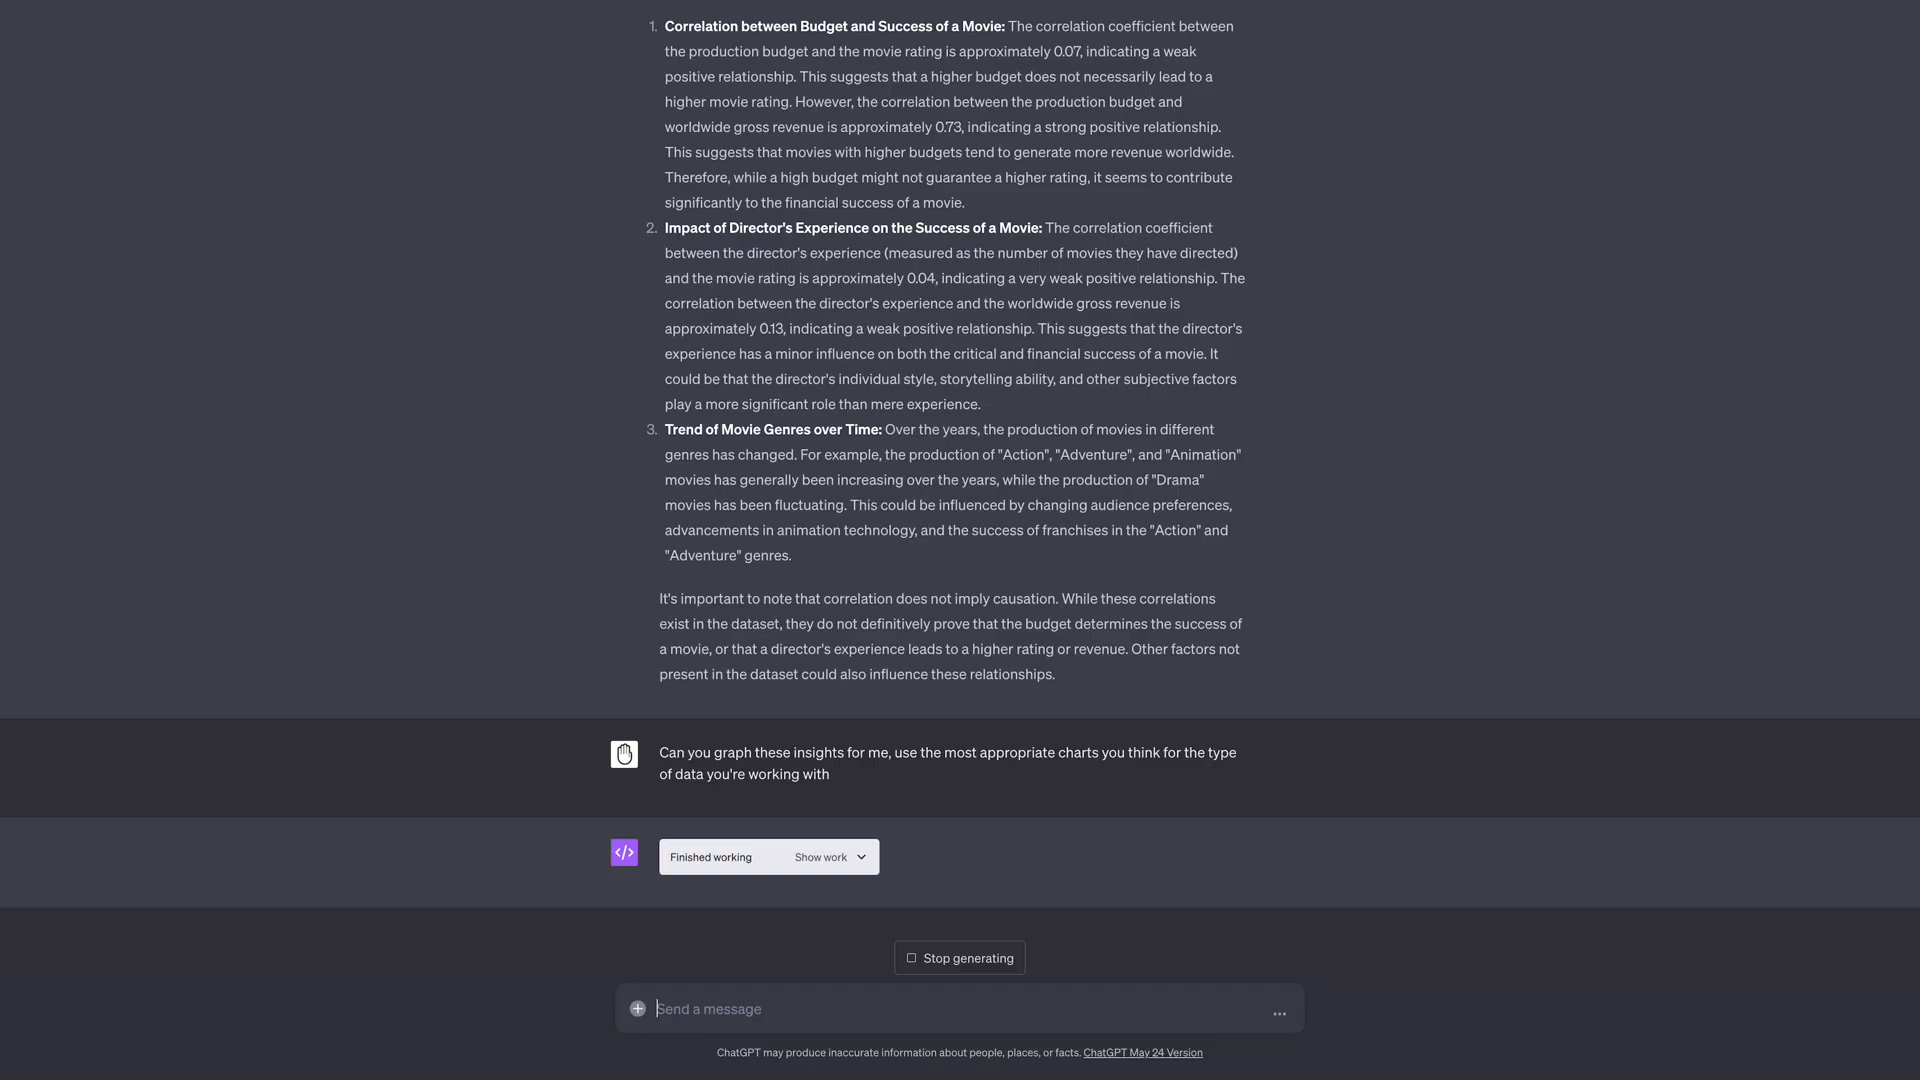 1. Correlation between Budget and Success of a Movie: The correlation coefficient between
the production budget and the movie rating is approximately 0.07, indicating a weak
positive relationship. This suggests that a higher budget does not necessarily lead to a
higher movie rating. However, the correlation between the production budget and
worldwide gross revenue is approximately 0.73, indicating a strong positive relationship.
This suggests that movies with higher budgets tend to generate more revenue worldwide.
Therefore, while a high budget might not guarantee a higher rating, it seems to contribute
significantly to the financial success of a movie.
2. Impact of Director's Experience on the Success of a Movie: The correlation coefficient
between the director's experience (measured as the number of movies they have directed)
and the movie rating is approximately 0.04, indicating a very weak positive relationship. The
correlation between the director's experience and the worldwide gross revenue is
approximately 0.13, indicating a weak positive relationship. This suggests that the director's
experience has a minor influence on both the critical and financial success of a movie. It
could be that the director's individual style, storytelling ability, and other subjective factors
play a more significant role than mere experience.
3. Trend of Movie Genres over Time: Over the years, the production of movies in different
genres has changed. For example, the production of "Action", "Adventure", and "Animation"
movies has generally been increasing over the years, while the production of "Drama"
movies has been fluctuating. This could be influenced by changing audience preferences,
advancements in animation technology, and the success of franchises in the "Action" and
"Adventure" genres.
It's important to note that correlation does not imply causation. While these correlations
exist in the dataset, they do not definitively prove that the budget determines the success of
a movie, or that a director's experience leads to a higher rating or revenue. Other factors not
present in the dataset could also influence these relationships.
Can you graph these insights for me, use the most appropriate charts you think for the type
of data you're working with
</> Finished working Show work
Stop generating
Send a message ...
ChatGPT may produce inaccurate information about people, places, or facts. ChatGPT May 24 Version